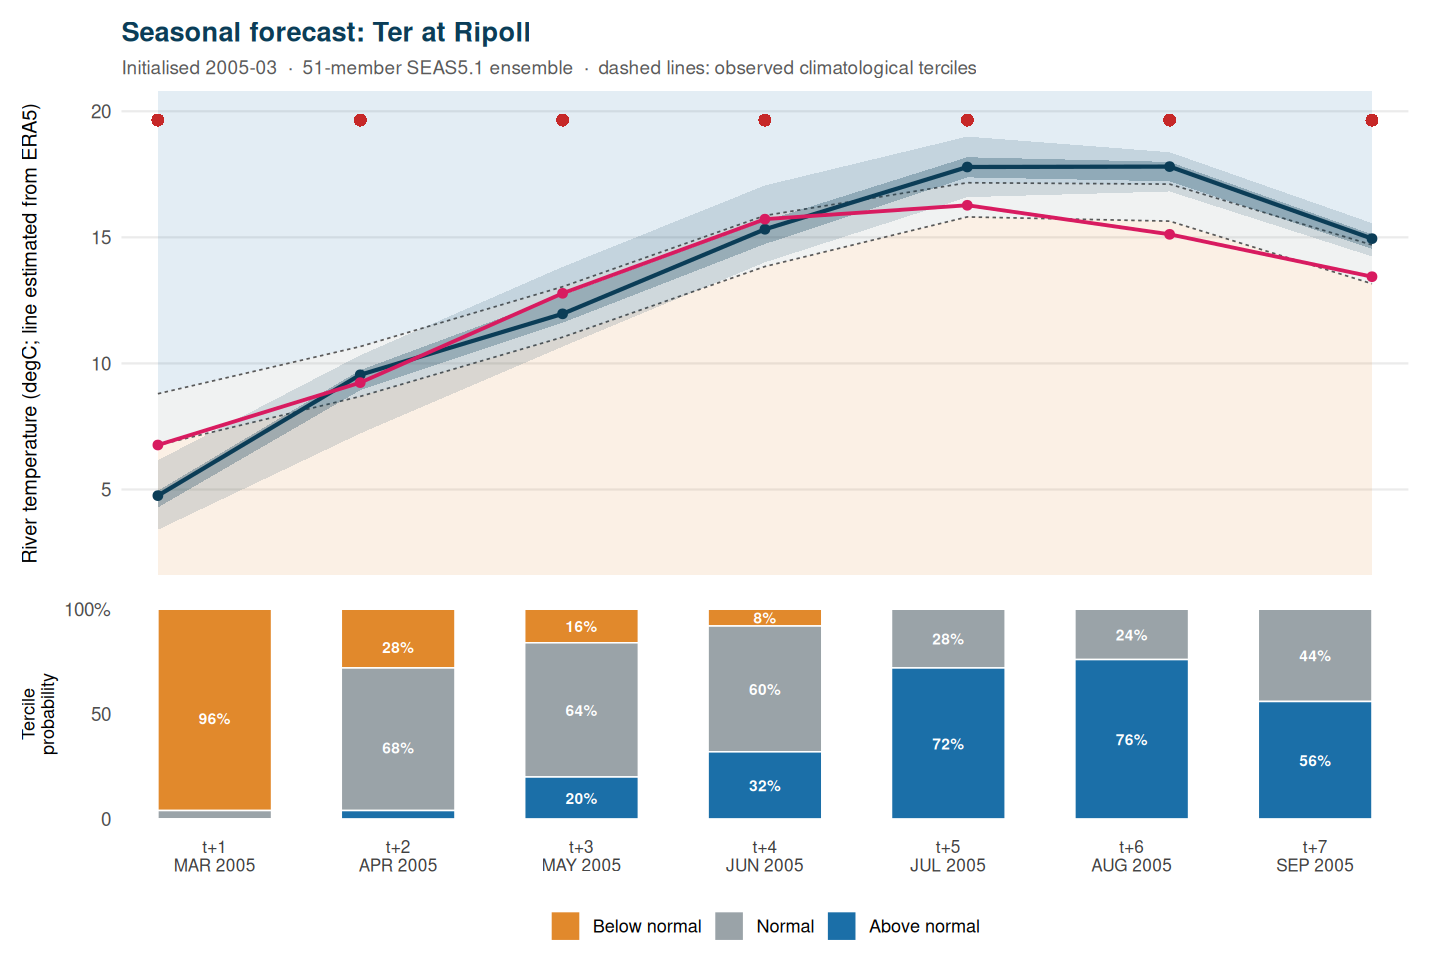 Seasonal forecast: Ter at Ripoll
Initialised 2005-03 · 51-member SEAS5.1 ensemble · dashed lines: observed climatological terciles
River temperature (degC; line estimated from ERA5)
20
15
10
5
Tercile
probability
100%
50
0
96%
28%
68%
16%
64%
20%
8%
60%
32%
28%
72%
24%
76%
44%
56%
t+1
MAR 2005
t+2
APR 2005
t+3
MAY 2005
t+4
JUN 2005
t+5
JUL 2005
t+6
AUG 2005
t+7
SEP 2005
Below normal
Normal
Above normal